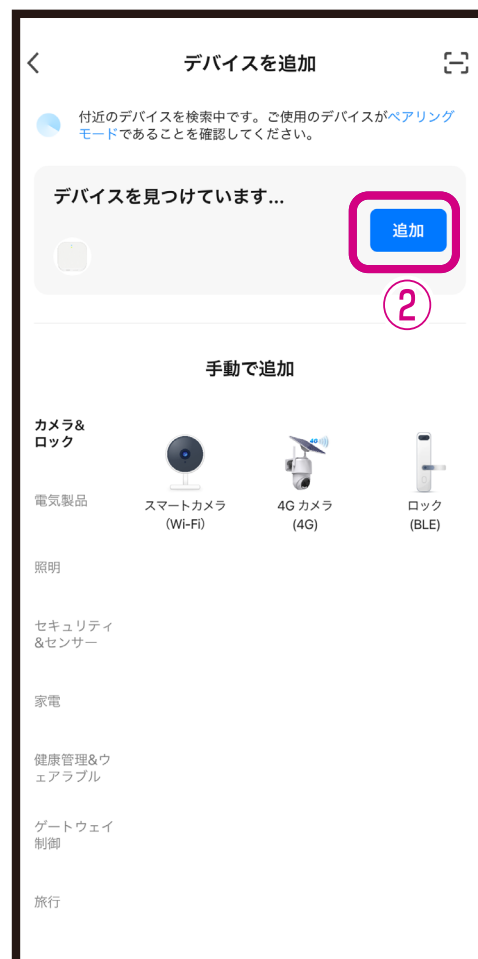 デバイスを追加
付近のデバイスを検索中です。ご使用のデバイスがペアリング
モードであることを確認してください。
デバイスを見つけています...
追加
②
手動で追加
カメラ&
ロック
スマートカメラ
(Wi-Fi)
4G
4G カメラ
(4G)
ロック
(BLE)
電気製品
照明
セキュリティ
&センサー
家電
健康管理&ウ
ェアラブル
ゲートウェイ
制御
旅行